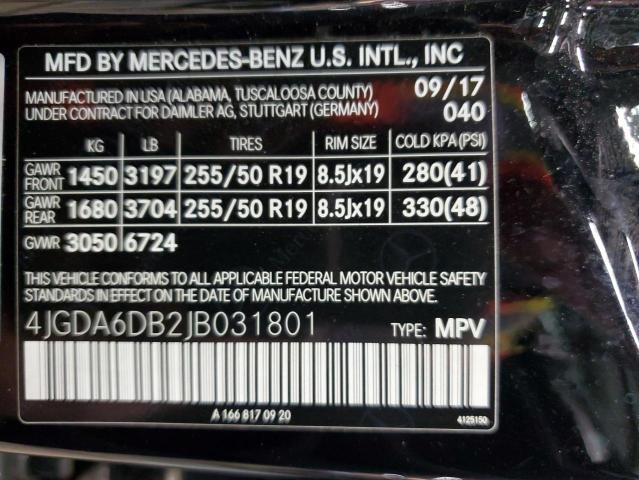 MFD BY MERCEDES-BENZ U.S. INTL., INC
MANUFACTURED IN USA (ALABAMA, TUSCALOOSA COUNTY) 09/17
UNDER CONTRACT FOR DAIMLER AG, STUTTGART (GERMANY) 040
KG LB TIRES RIM SIZE COLD KPA (PSI)
GAWR FRONT 1450 3197 255/50 R19 8.5Jx19 280(41)
GAWR REAR 1680 3704 255/50 R19 8.5Jx19 330(48)
GVWR 3050 6724
THIS VEHICLE CONFORMS TO ALL APPLICABLE FEDERAL MOTOR VEHICLE SAFETY
STANDARDS IN EFFECT ON THE DATE OF MANUFACTURE SHOWN ABOVE.
4JGDA6DB2JB031801 TYPE: MPV
A 166 817 09 20 4125150